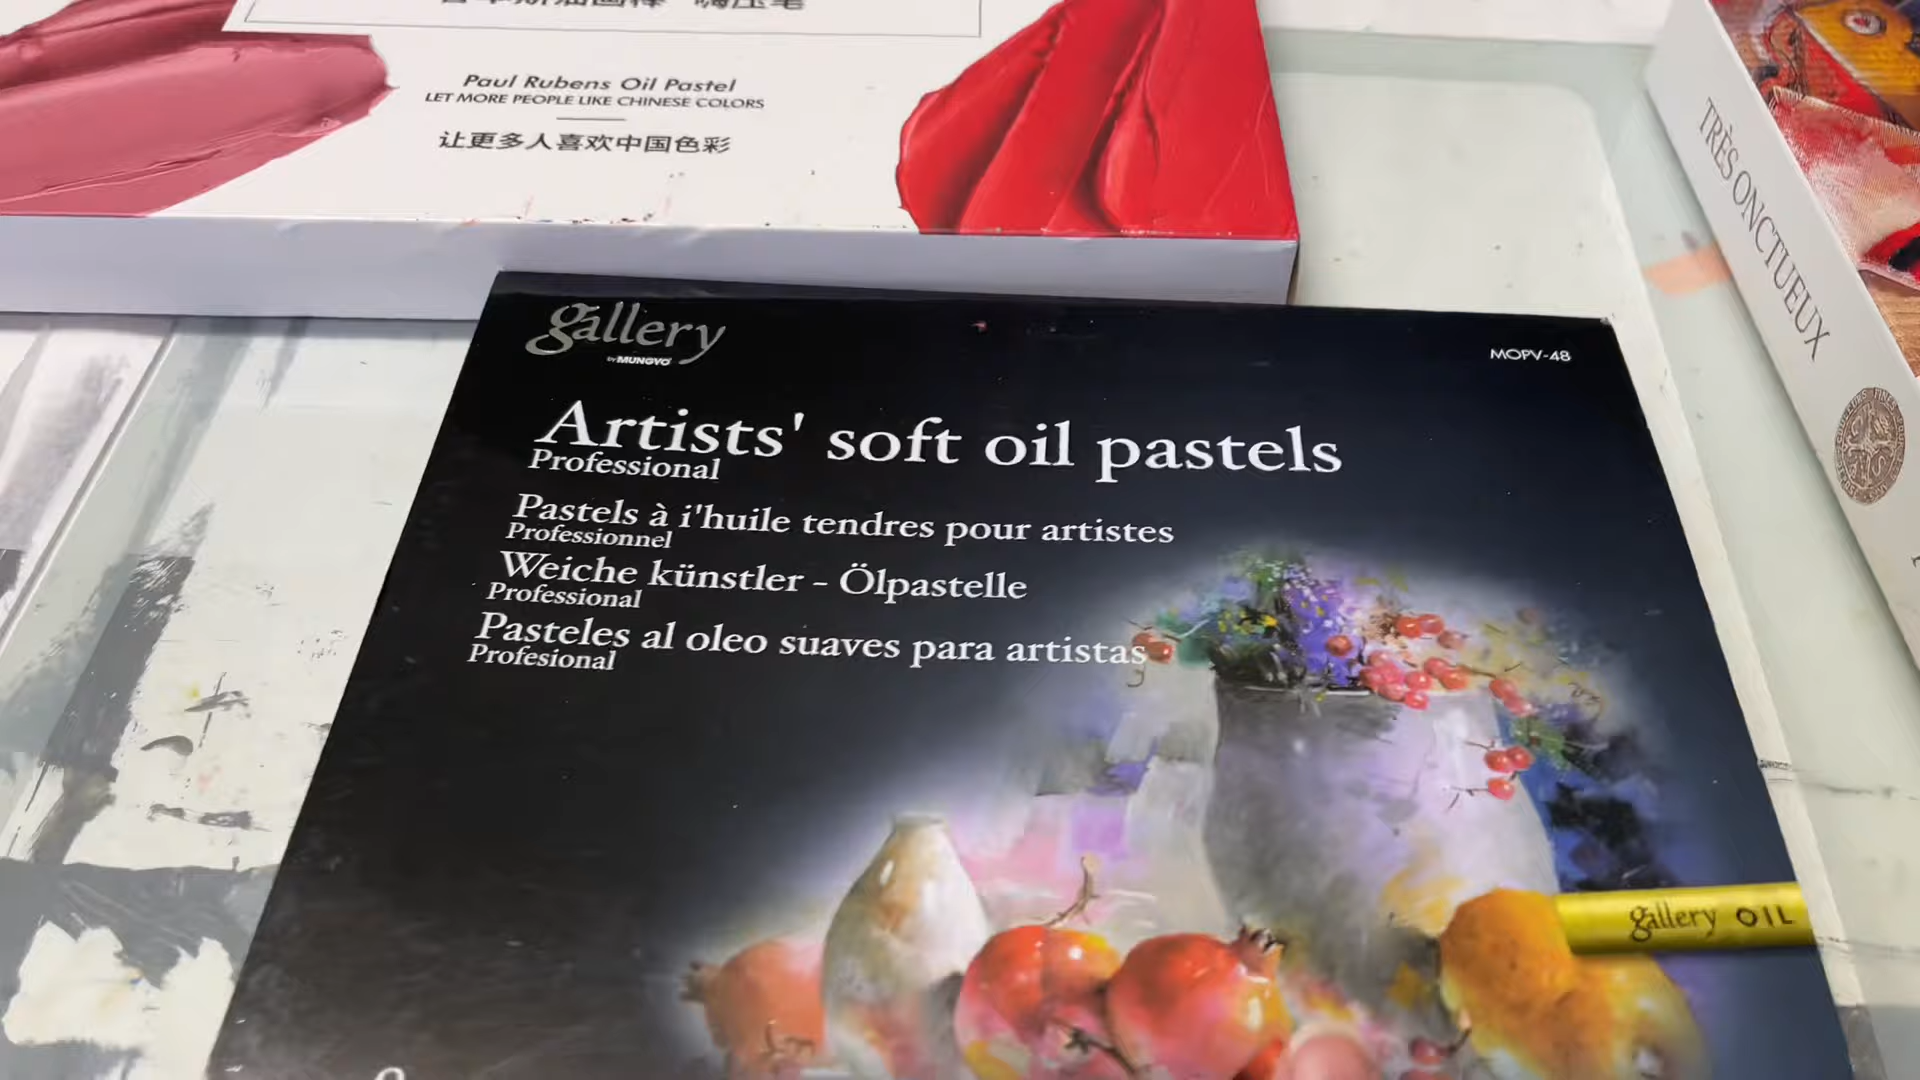 Paul Rubens Oil Pastel
LET MORE PEOPLE LIKE CHINESE COLORS
让更多人喜欢中国色彩
TRÈS ONCTUEUX
gallery
by MUNGYO
MOPV-48
Artists' soft oil pastels
Professional
Pastels à i'huile tendres pour artistes
Professionnel
Weiche künstler - Ölpastelle
Professional
Pasteles al oleo suaves para artistas
Profesional
gallery OIL